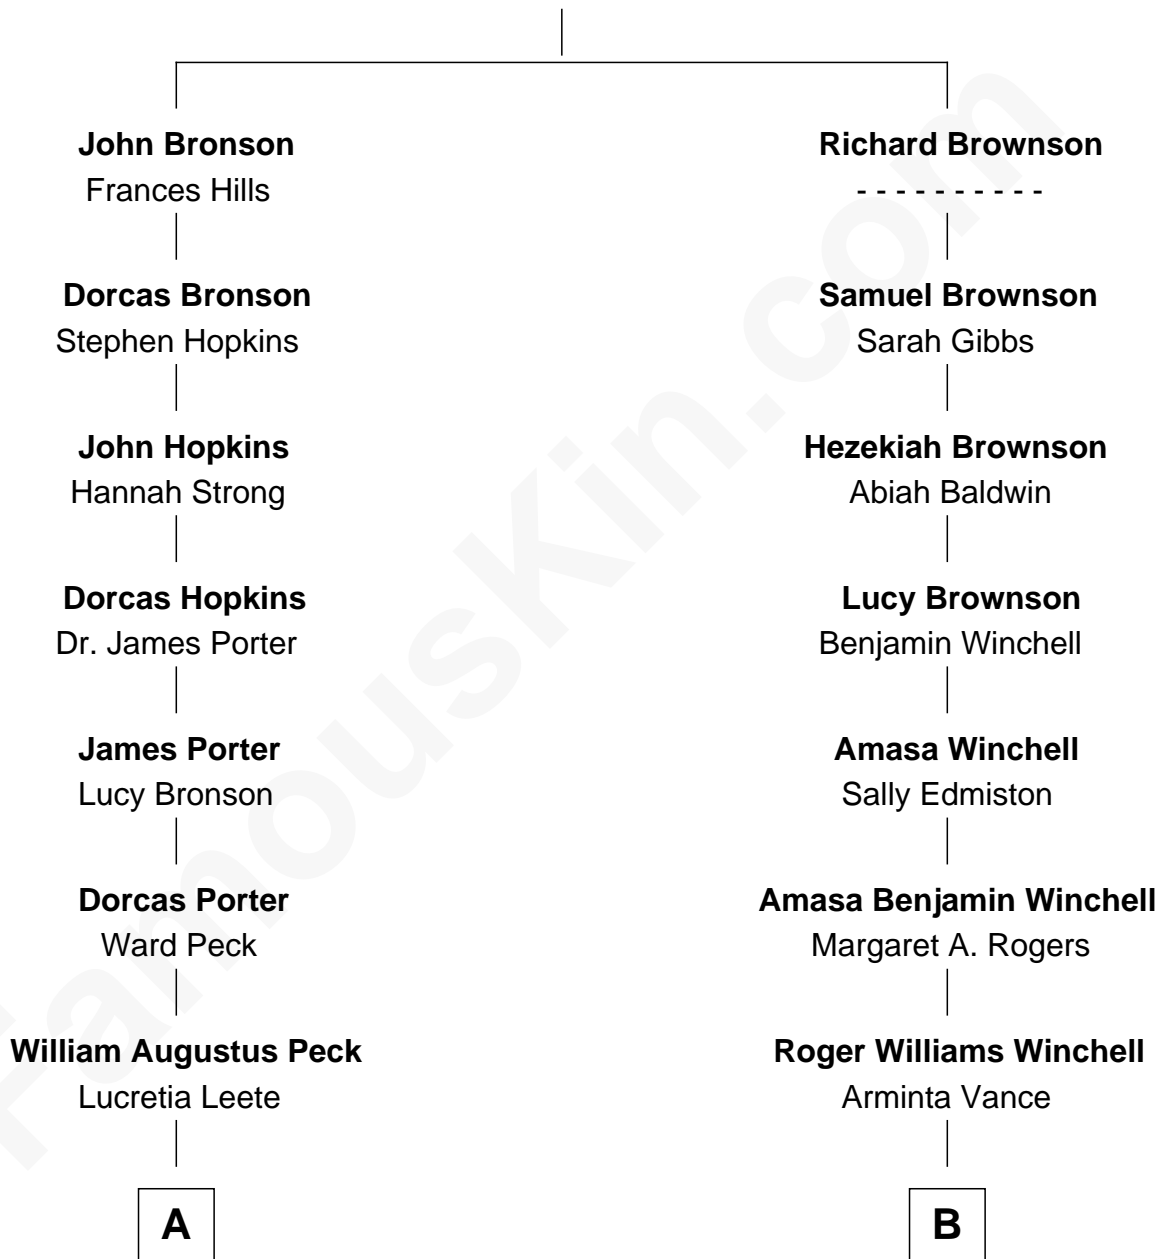 John Bronson
Frances Hills
Dorcas Bronson
Stephen Hopkins
John Hopkins
Hannah Strong
Dorcas Hopkins
Dr. James Porter
James Porter
Lucy Bronson
Dorcas Porter
Ward Peck
William Augustus Peck
Lucretia Leete
A
Richard Brownson
- - - - - - - - - -
Samuel Brownson
Sarah Gibbs
Hezekiah Brownson
Abiah Baldwin
Lucy Brownson
Benjamin Winchell
Amasa Winchell
Sally Edmiston
Amasa Benjamin Winchell
Margaret A. Rogers
Roger Williams Winchell
Arminta Vance
B
FamousKin.com